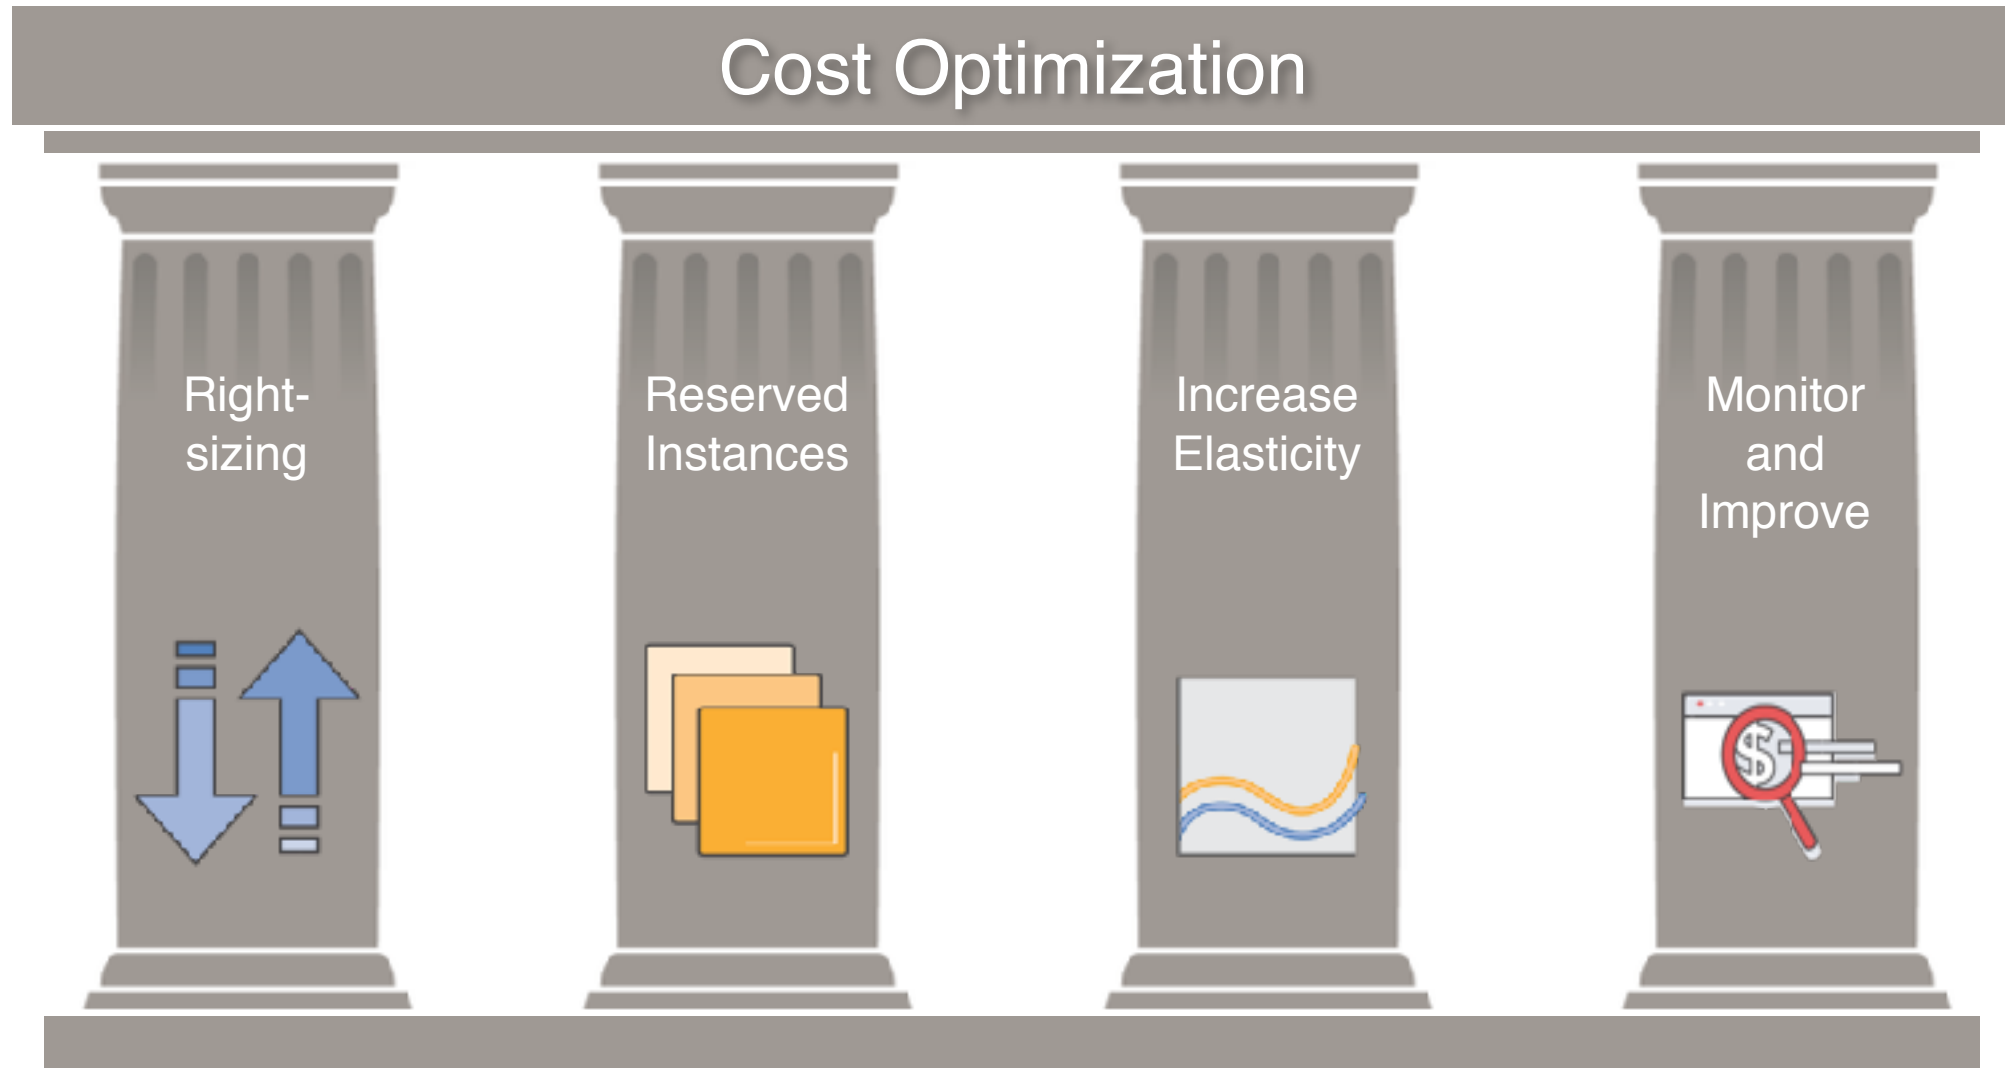 Cost Optimization
Right-
sizing
Reserved
Instances
Increase
Elasticity
Monitor
and
Improve
$